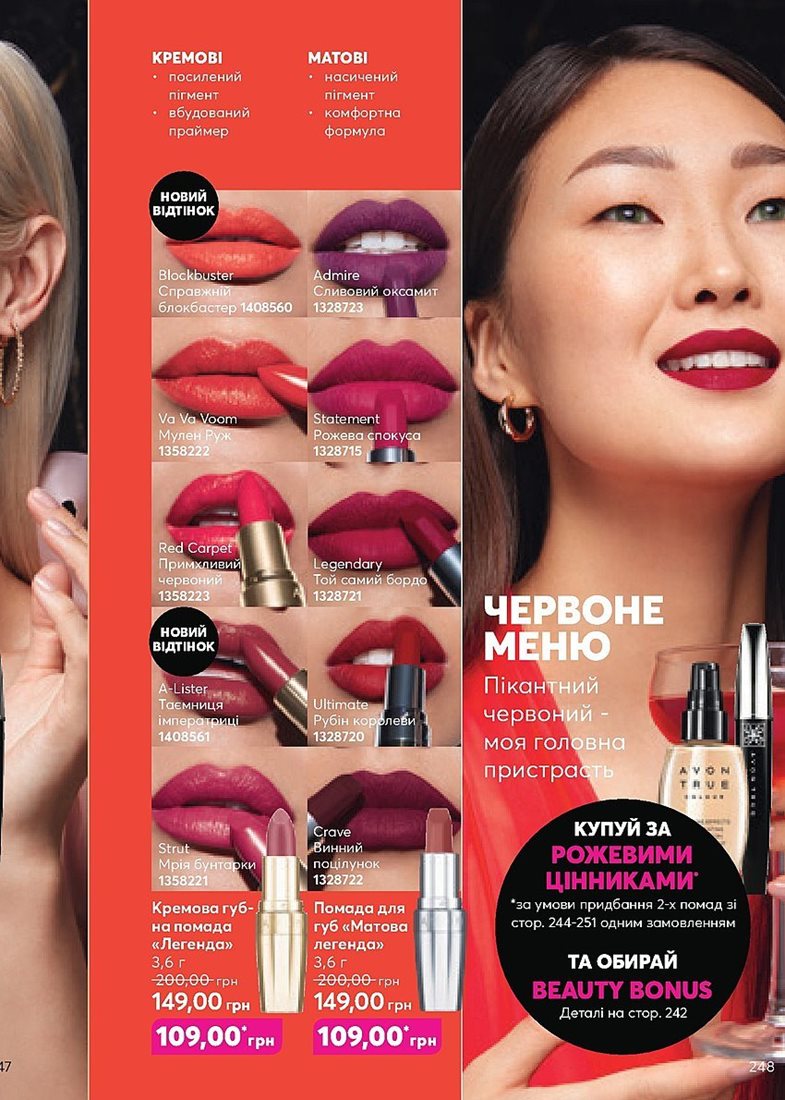 КРЕМОВІ
• посилений
пігмент
• вбудований
праймер
МАТОВІ
• насичений
пігмент
• комфортна
формула
НОВИЙ
ВІДТІНОК
Blockbuster
Справжній
блокбастер 1408560
Admire
Сливовий оксамит
1328723
Va Va Voom
Мулен Руж
1358222
Statement
Рожева спокуса
1328715
Red Carpet
Примхливий
червоний
1358223
Legendary
Той самий бордо
1328721
НОВИЙ
ВІДТІНОК
A-Lister
Таємниця
імператриці
1408561
Ultimate
Рубін королеви
1328720
Strut
Мрія бунтарки
1358221
Crave
Винний
поцілунок
1328722
Кремова губ-
на помада
«Легенда»
3,6 г
200,00 грн
149,00 грн
109,00* грн
Помада для
губ «Матова
легенда»
3,6 г
200,00 грн
149,00 грн
109,00* грн
ЧЕРВОНЕ
МЕНЮ
Пікантний
червоний -
моя головна
пристрасть
AVON
TRUE
COLOUR
AVON TRUE
КУПУЙ ЗА
РОЖЕВИМИ
ЦІННИКАМИ*
*за умови придбання 2-х помад зі
стор. 244-251 одним замовленням
ТА ОБИРАЙ
BEAUTY BONUS
Деталі на стор. 242
47
248